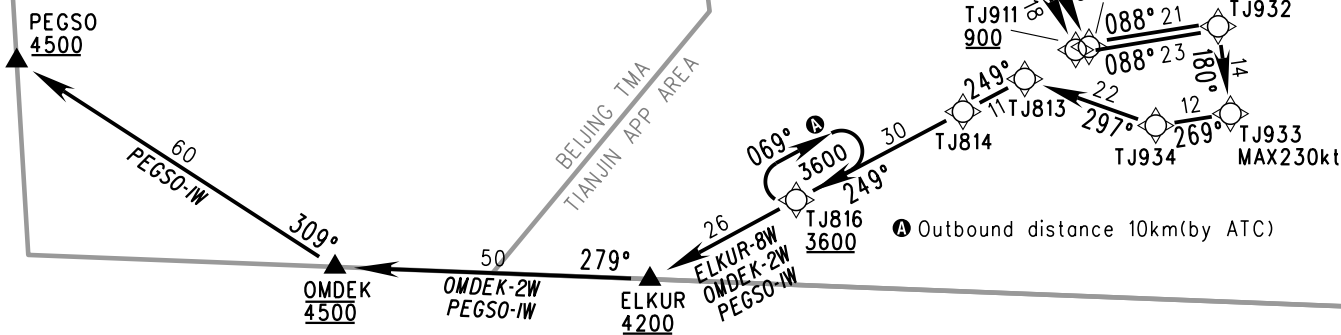 PEGSO
4500
60
PEGSO-1W
309°
OMDEK
4500
BEIJING TMA
TIANJIN APP AREA
50
279°
OMDEK-2W
PEGSO-1W
ELKUR
4200
26
ELKUR-8W
OMDEK-2W
PEGSO-1W
069°
A
3600
TJ816
3600
30
249°
TJ814
249°
11
TJ813
TJ911
900
18
088°
21
088°
23
TJ932
180°
14
22
297°
TJ934
12
269°
TJ933
MAX230kt
A Outbound distance 10km(by ATC)